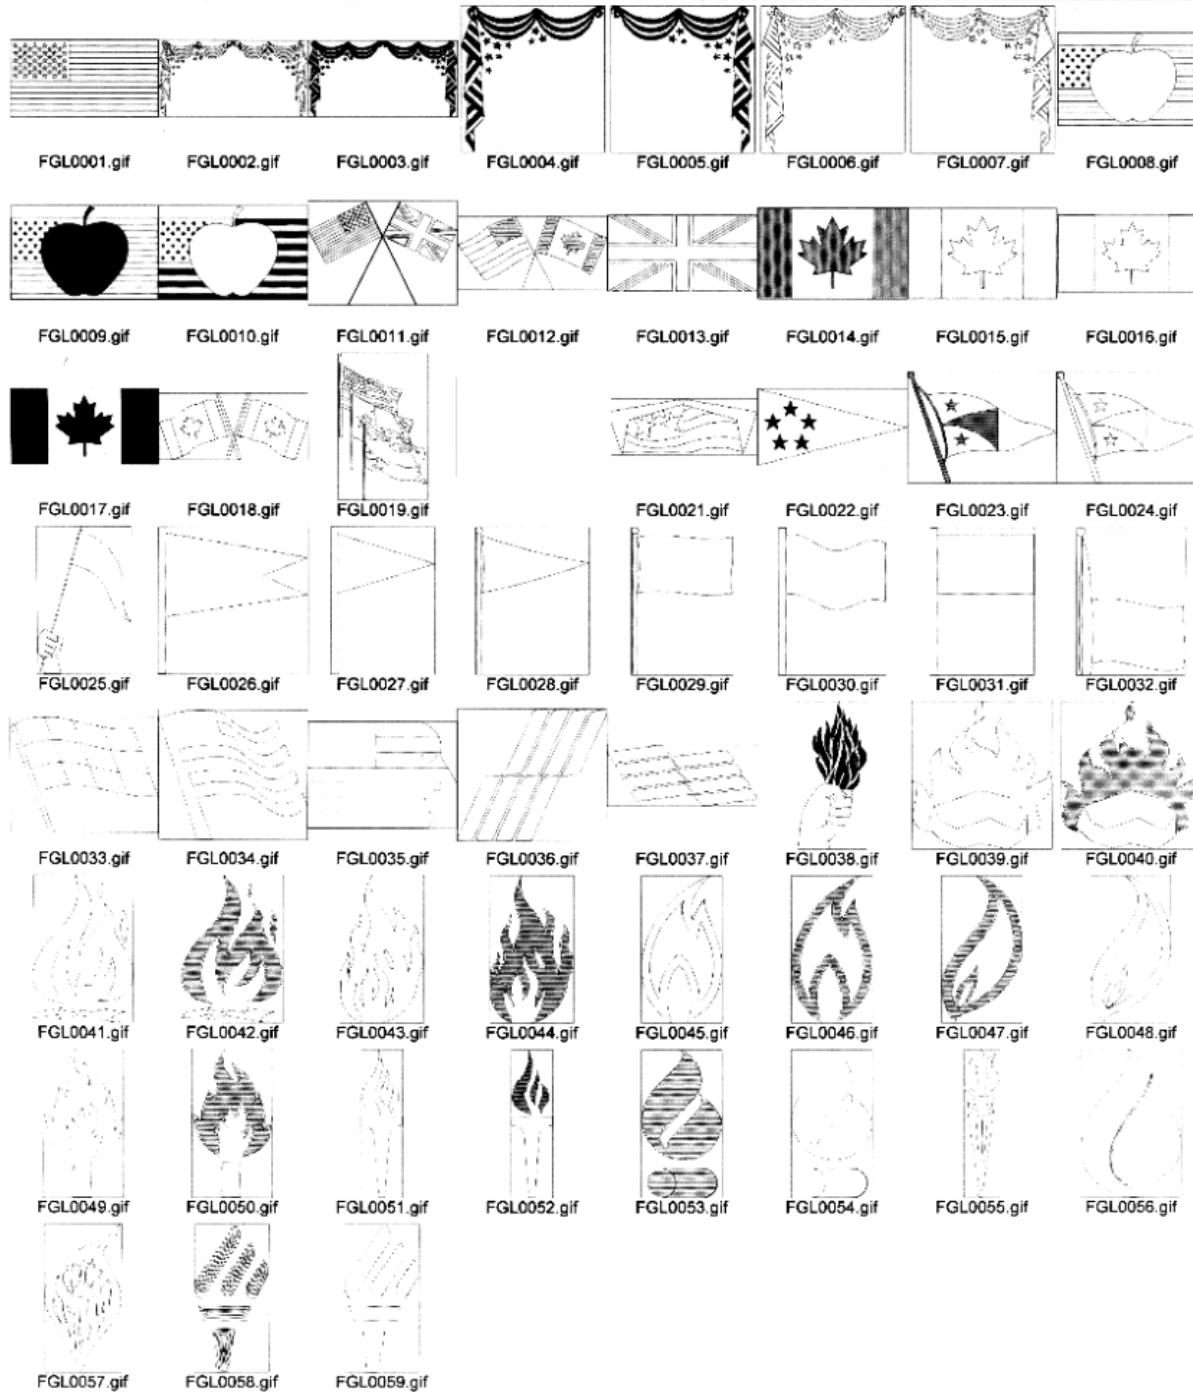 FGL0001.gif FGL0002.gif FGL0003.gif FGL0004.gif FGL0005.gif FGL0006.gif FGL0007.gif FGL0008.gif
FGL0009.gif FGL0010.gif FGL0011.gif FGL0012.gif FGL0013.gif FGL0014.gif FGL0015.gif FGL0016.gif
FGL0017.gif FGL0018.gif FGL0019.gif FGL0021.gif FGL0022.gif FGL0023.gif FGL0024.gif
FGL0025.gif FGL0026.gif FGL0027.gif FGL0028.gif FGL0029.gif FGL0030.gif FGL0031.gif FGL0032.gif
FGL0033.gif FGL0034.gif FGL0035.gif FGL0036.gif FGL0037.gif FGL0038.gif FGL0039.gif FGL0040.gif
FGL0041.gif FGL0042.gif FGL0043.gif FGL0044.gif FGL0045.gif FGL0046.gif FGL0047.gif FGL0048.gif
FGL0049.gif FGL0050.gif FGL0051.gif FGL0052.gif FGL0053.gif FGL0054.gif FGL0055.gif FGL0056.gif
FGL0057.gif FGL0058.gif FGL0059.gif